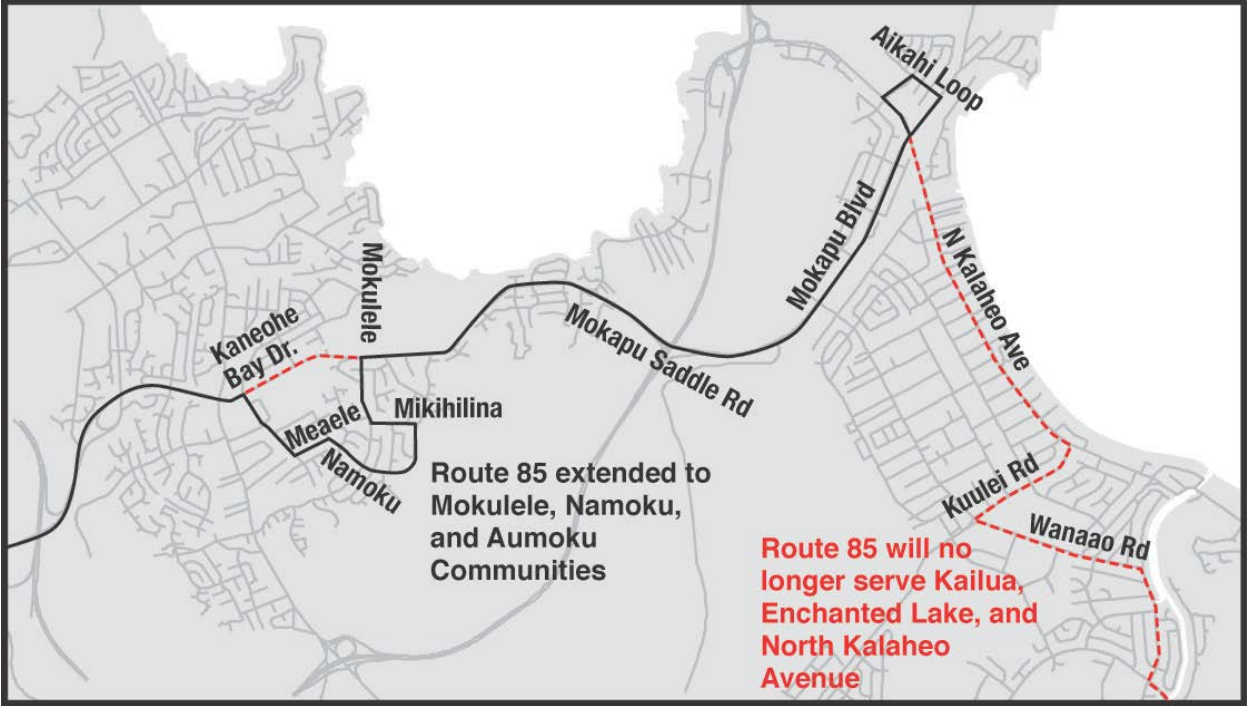 Aikahi Loop
Mokapu Blvd
N Kalaheo Ave
Mokulele
Kaneohe
Bay Dr.
Mokapu Saddle Rd
Meaele
Mikihilina
Namoku
Route 85 extended to
Mokulele, Namoku,
and Aumoku
Communities
Kuulei Rd
Wanaao Rd
Route 85 will no
longer serve Kailua,
Enchanted Lake, and
North Kalaheo
Avenue